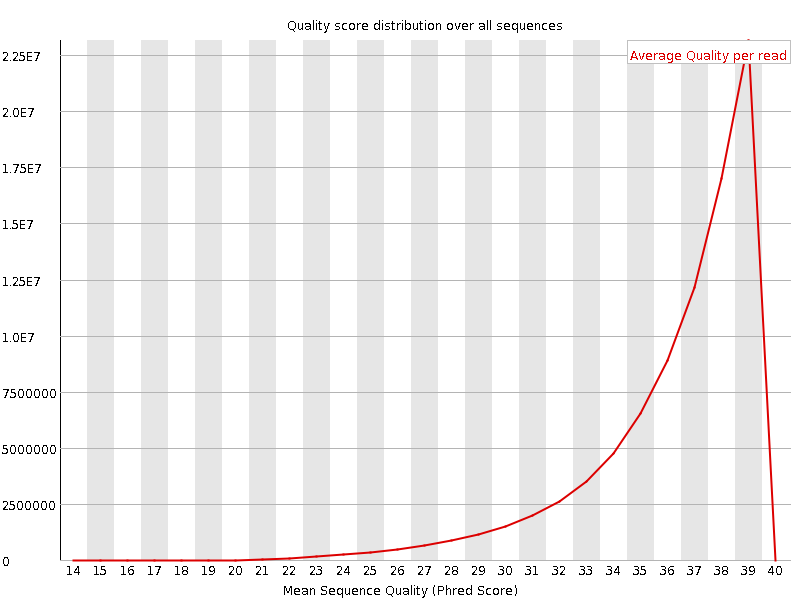 Quality score distribution over all sequences
Average Quality per read
2.25E7
2.0E7
1.75E7
1.5E7
1.25E7
1.0E7
7500000
5000000
2500000
0
14 15 16 17 18 19 20 21 22 23 24 25 26 27 28 29 30 31 32 33 34 35 36 37 38 39 40
Mean Sequence Quality (Phred Score)